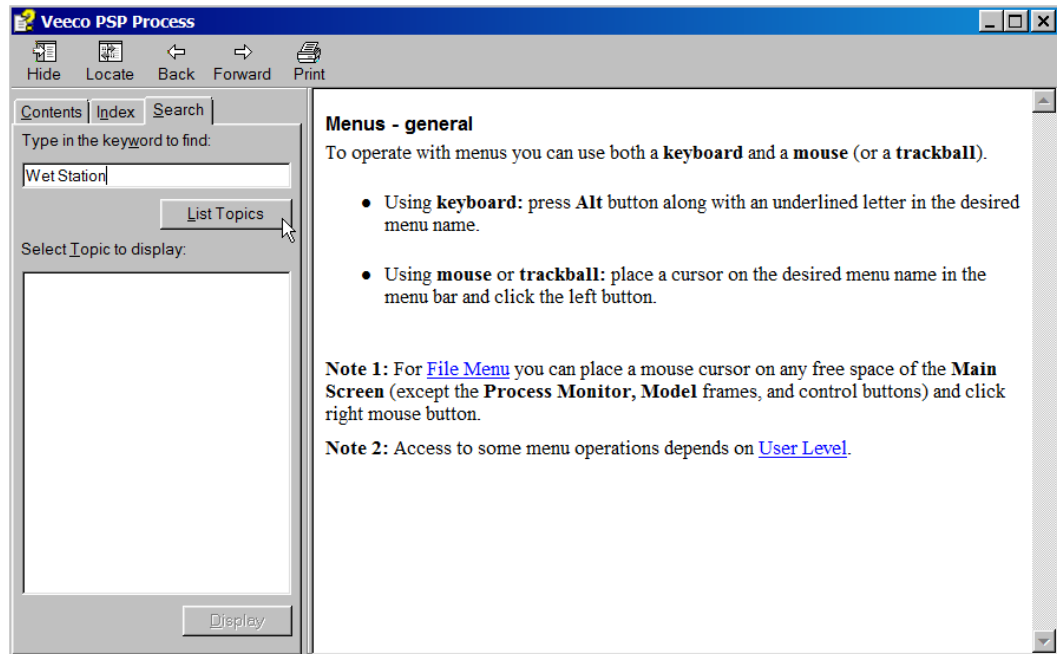 Veeco PSP Process
Hide Locate Back Forward Print
Contents Index Search
Type in the keyword to find:
Wet Station
List Topics
Select Topic to display:
Display
Menus - general
To operate with menus you can use both a keyboard and a mouse (or a trackball).
● Using keyboard: press Alt button along with an underlined letter in the desired
menu name.
● Using mouse or trackball: place a cursor on the desired menu name in the
menu bar and click the left button.
Note 1: For File Menu you can place a mouse cursor on any free space of the Main
Screen (except the Process Monitor, Model frames, and control buttons) and click
right mouse button.
Note 2: Access to some menu operations depends on User Level.